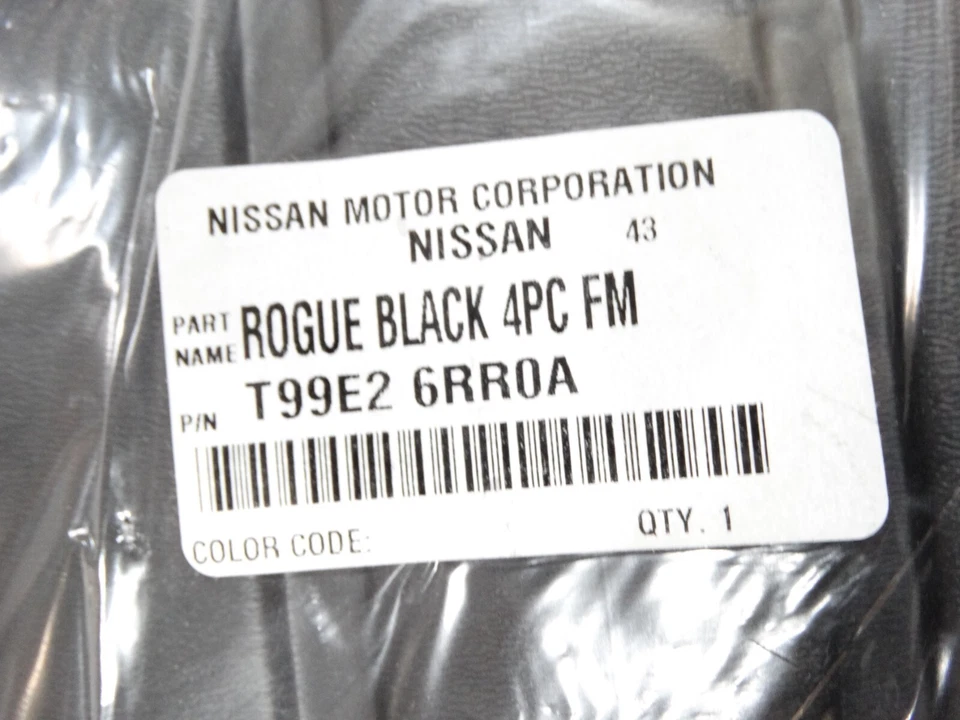 NISSAN MOTOR CORPORATION
NISSAN 43
PART NAME ROGUE BLACK 4PC FM
P/N T99E2 6RR0A
COLOR CODE: QTY. 1